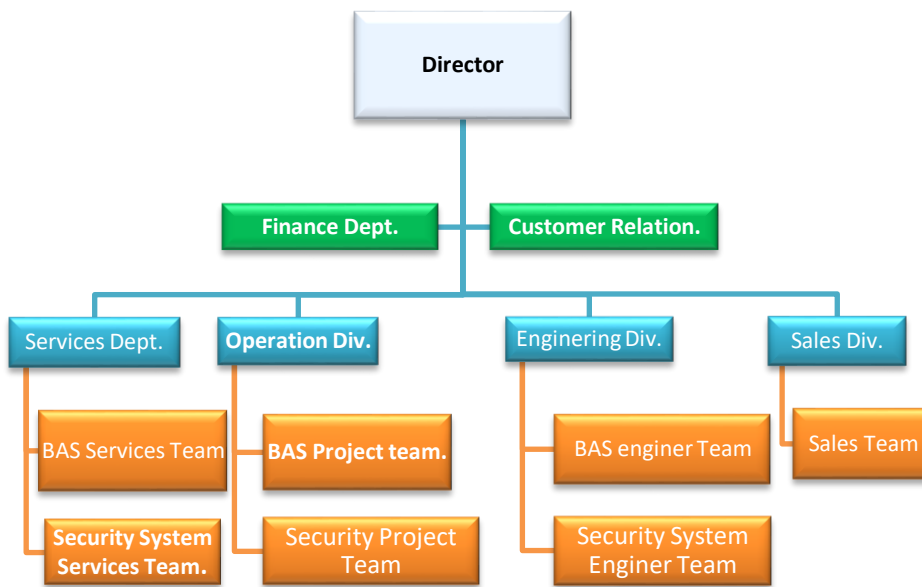 Director
Finance Dept.
Customer Relation.
Services Dept.
Operation Div.
Enginering Div.
Sales Div.
BAS Services Team
BAS Project team.
BAS enginer Team
Sales Team
Security System
Services Team.
Security Project
Team
Security System
Enginer Team